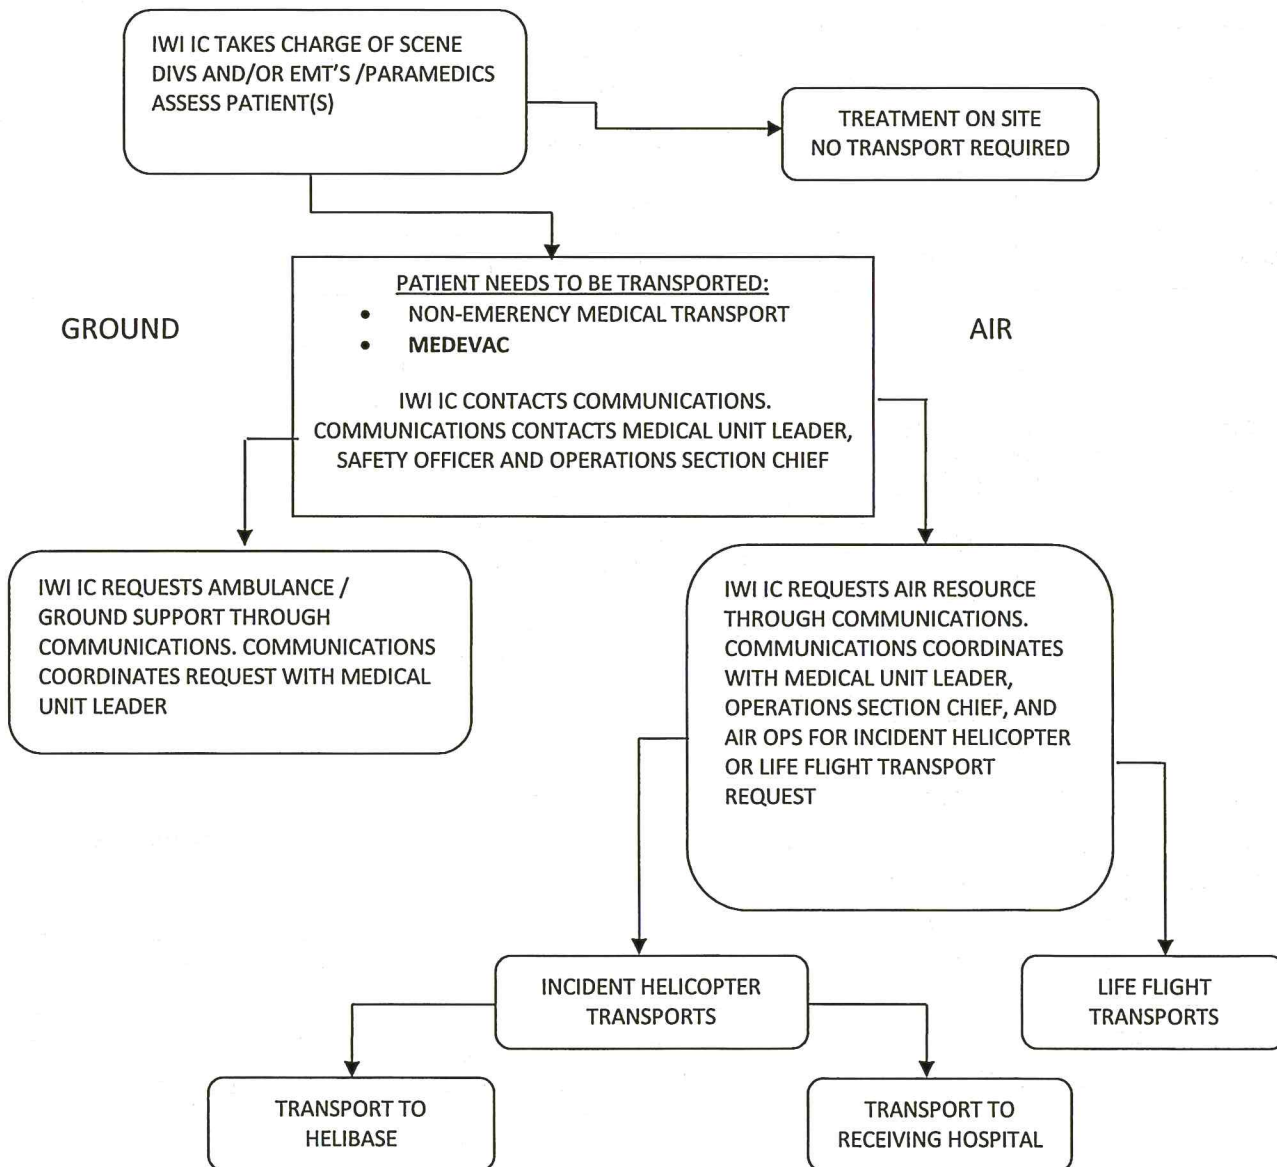 IWI IC TAKES CHARGE OF SCENE
DIVS AND/OR EMT'S /PARAMEDICS
ASSESS PATIENT(S)
TREATMENT ON SITE
NO TRANSPORT REQUIRED
GROUND
PATIENT NEEDS TO BE TRANSPORTED:
• NON-EMERENCY MEDICAL TRANSPORT
• MEDEVAC
IWI IC CONTACTS COMMUNICATIONS.
COMMUNICATIONS CONTACTS MEDICAL UNIT LEADER,
SAFETY OFFICER AND OPERATIONS SECTION CHIEF
AIR
IWI IC REQUESTS AMBULANCE /
GROUND SUPPORT THROUGH
COMMUNICATIONS. COMMUNICATIONS
COORDINATES REQUEST WITH MEDICAL
UNIT LEADER
IWI IC REQUESTS AIR RESOURCE
THROUGH COMMUNICATIONS.
COMMUNICATIONS COORDINATES
WITH MEDICAL UNIT LEADER,
OPERATIONS SECTION CHIEF, AND
AIR OPS FOR INCIDENT HELICOPTER
OR LIFE FLIGHT TRANSPORT
REQUEST
INCIDENT HELICOPTER
TRANSPORTS
LIFE FLIGHT
TRANSPORTS
TRANSPORT TO
HELIBASE
TRANSPORT TO
RECEIVING HOSPITAL